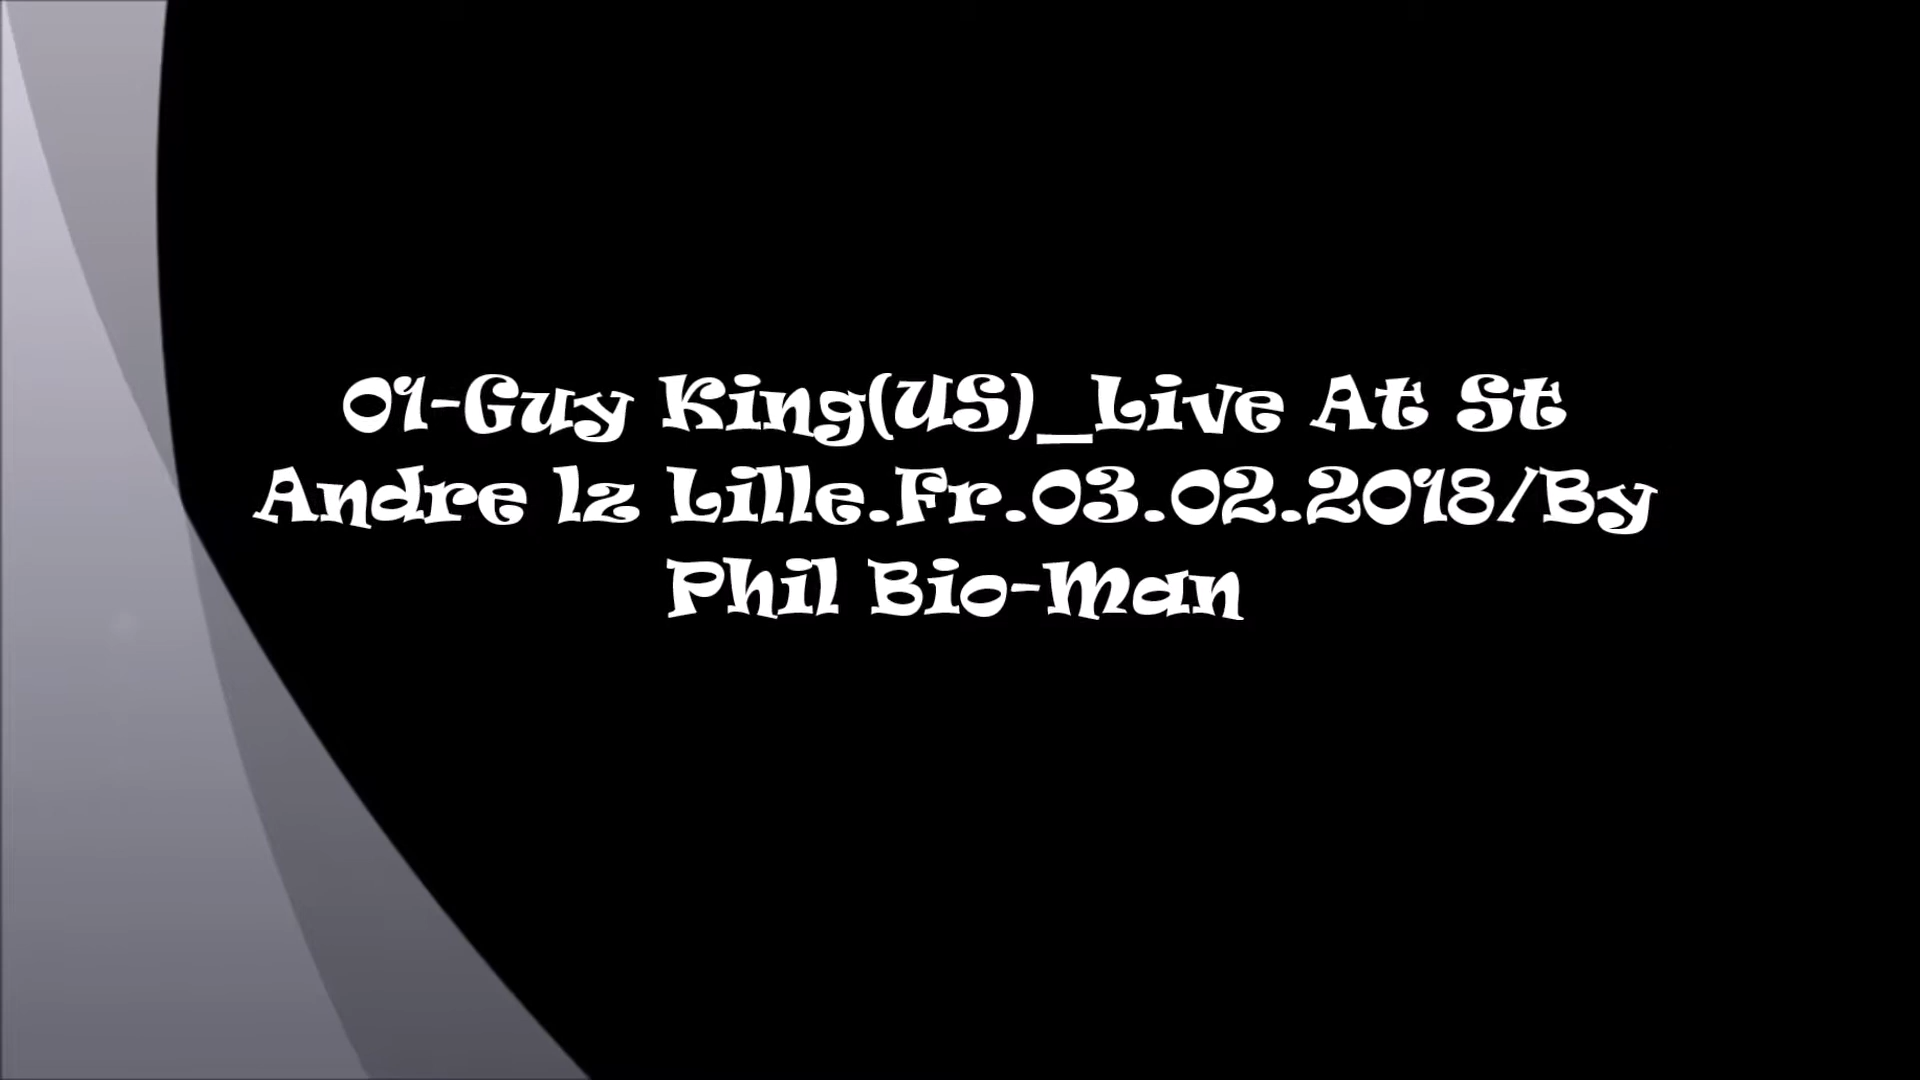 01-Guy King(US)_Live At St
Andre lz Lille.Fr.03.02.2018/By
Phil Bio-Man